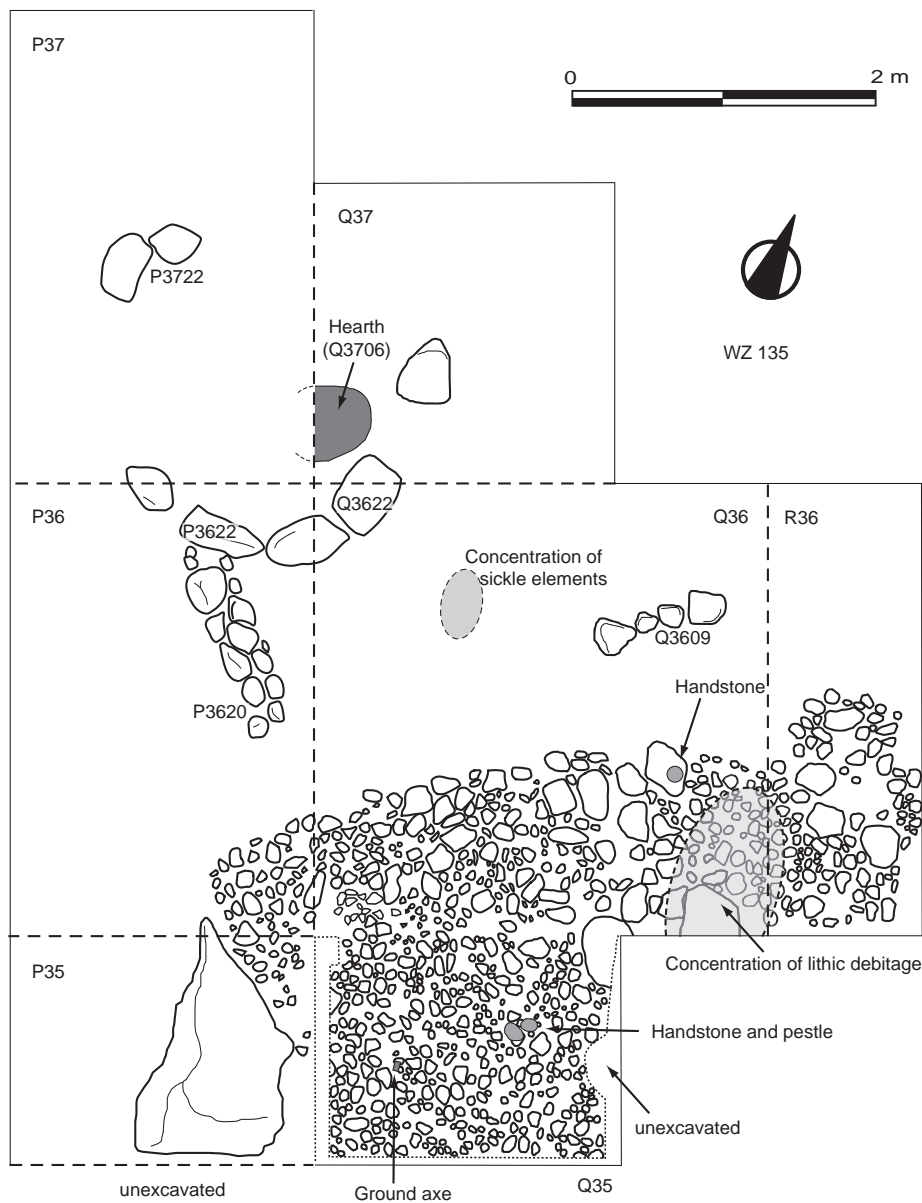 P37
0 2 m
Q37
P3722
Hearth
(Q3706)
WZ 135
P36
Q3622
Q36
R36
P3622
Concentration of
sickle elements
Q3609
Handstone
P3620
P35
Concentration of lithic debitage
Handstone and pestle
unexcavated
unexcavated
Ground axe
Q35